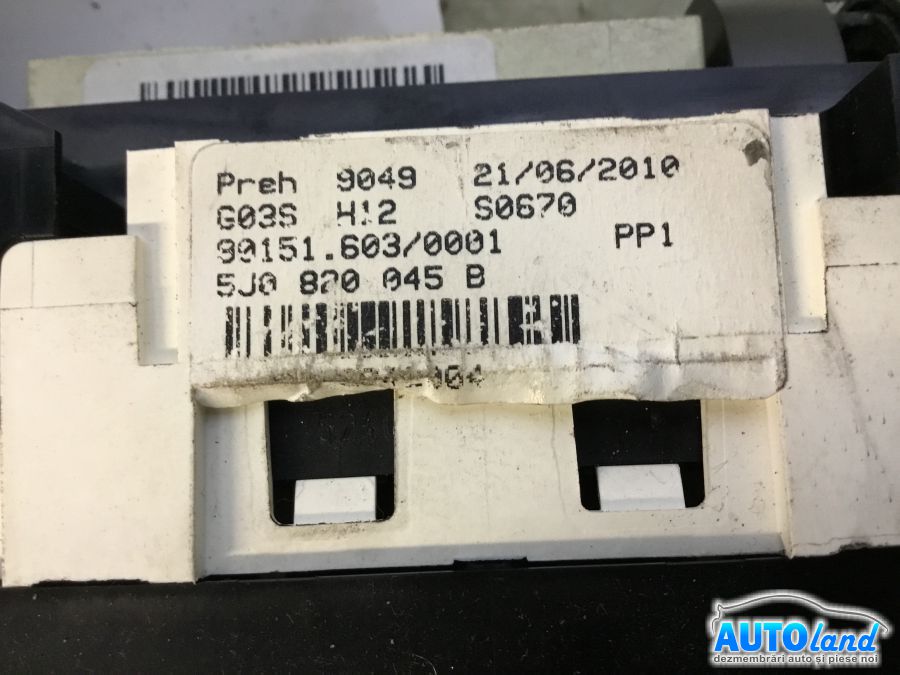 Preh 9049 21/06/2010
G03S H12 S0670
90151.603/0001 PP1
5J0 820 045 B
AUTOland
dezmembrări auto și piese noi